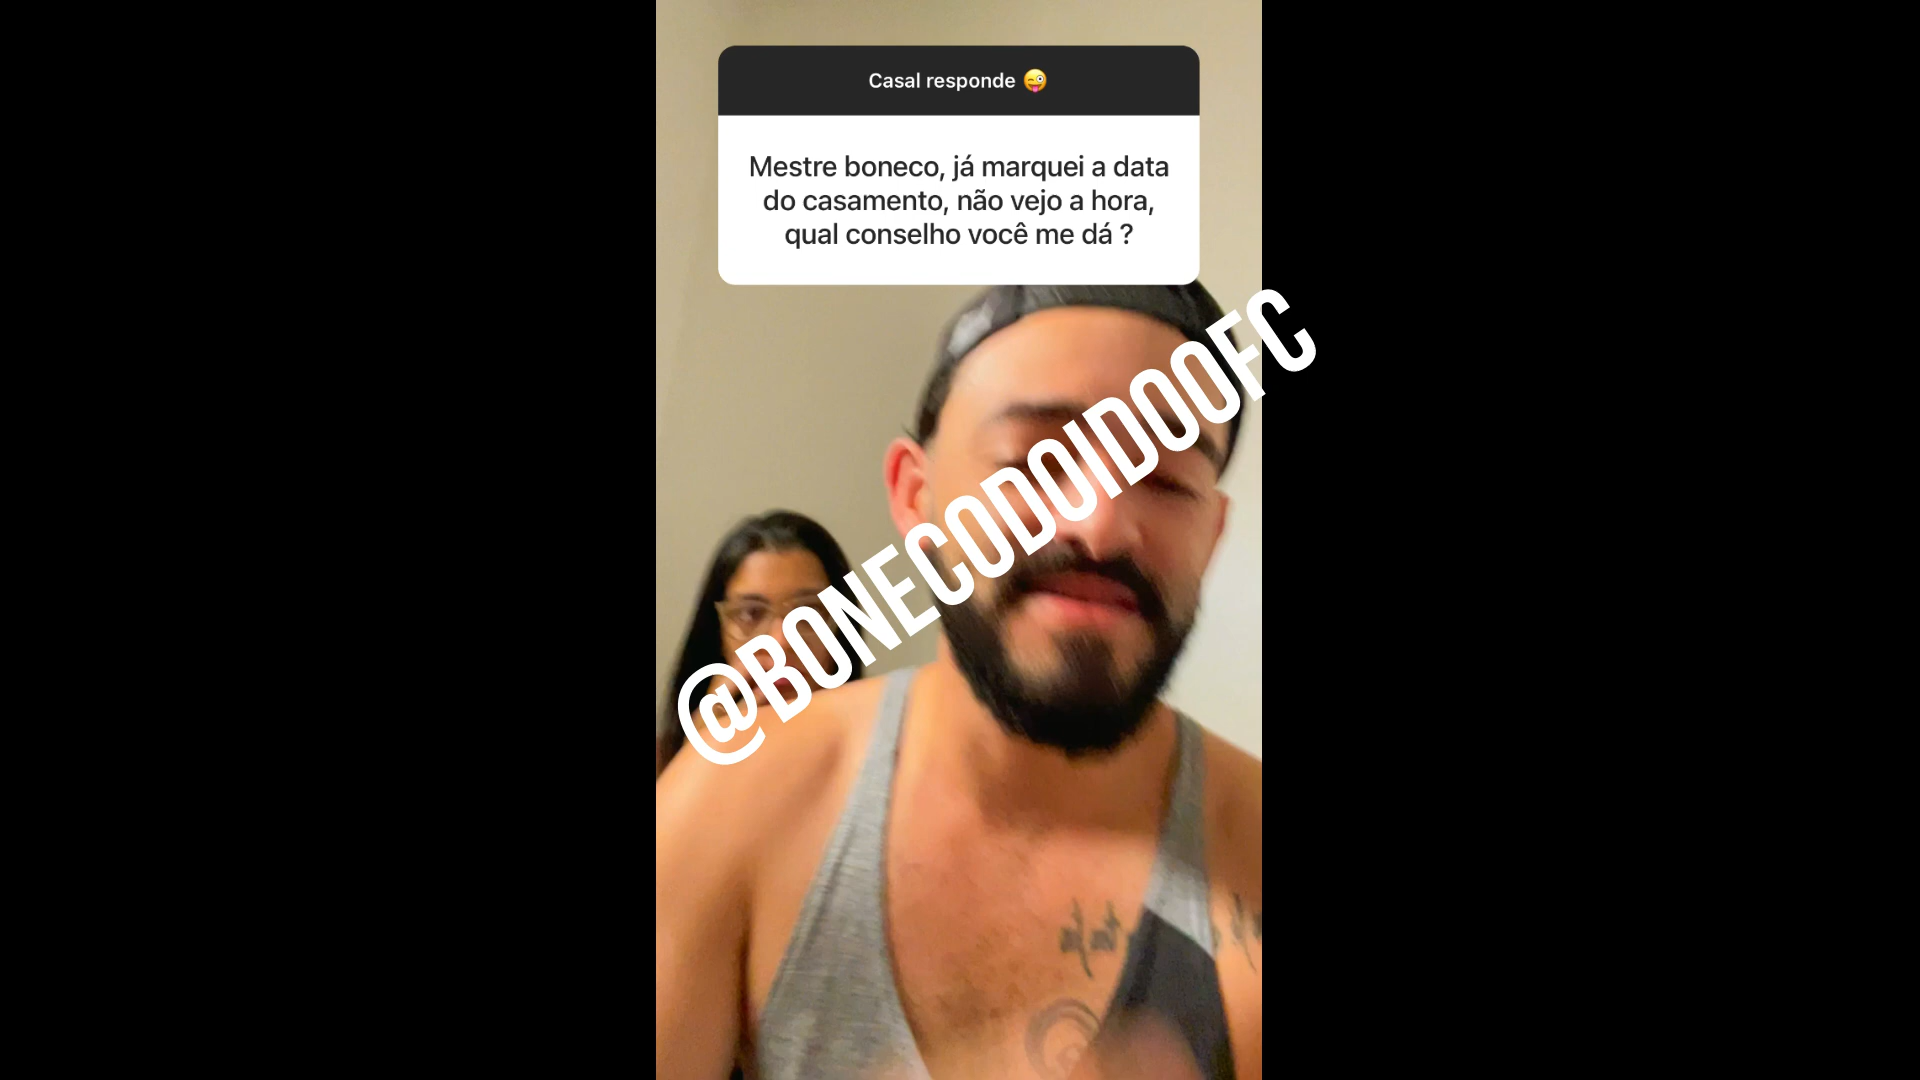 Casal responde 😜
Mestre boneco, já marquei a data
do casamento, não vejo a hora,
qual conselho você me dá ?
@BONECODOIDOOFC